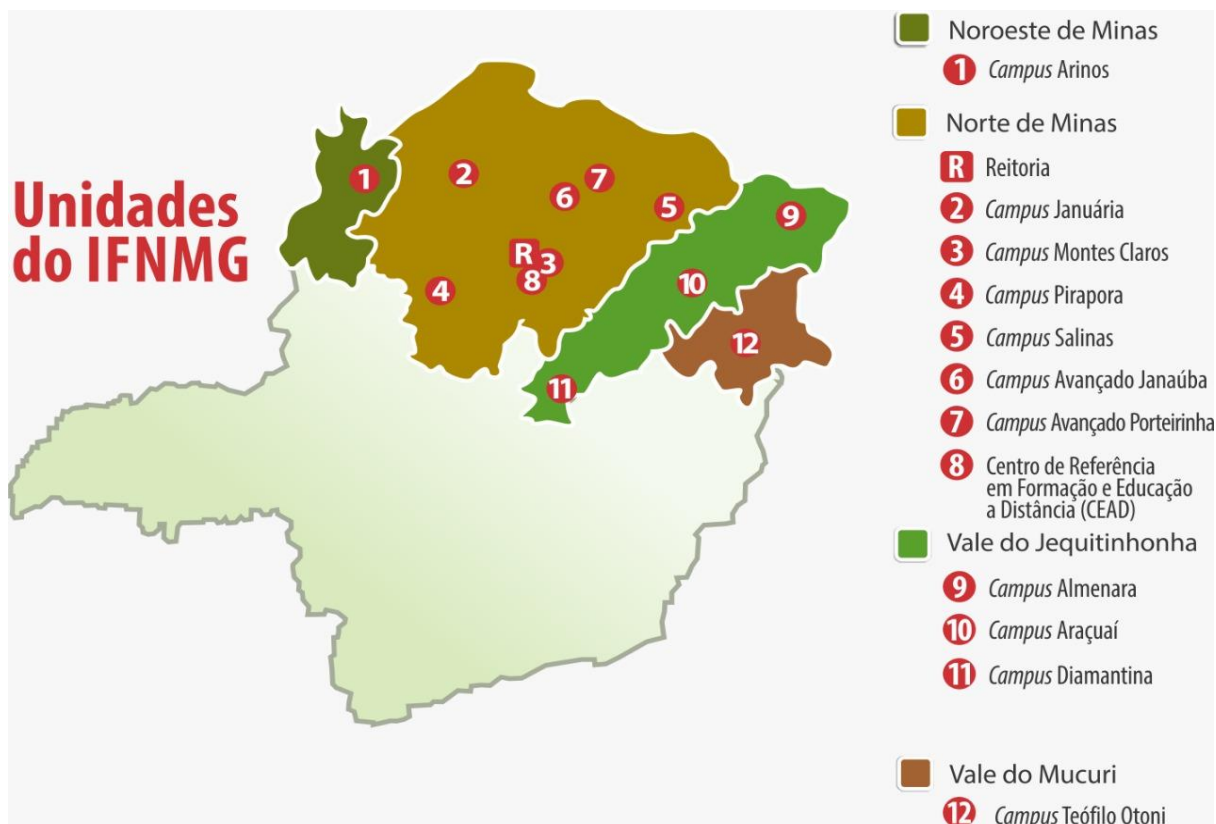 Unidades
do IFNMG
1
2
6
7
5
9
R
3
8
4
10
12
11
Noroeste de Minas
1 Campus Arinos
Norte de Minas
R Reitoria
2 Campus Januária
3 Campus Montes Claros
4 Campus Pirapora
5 Campus Salinas
6 Campus Avançado Janaúba
7 Campus Avançado Porteirinha
8 Centro de Referência
em Formação e Educação
a Distância (CEAD)
Vale do Jequitinhonha
9 Campus Almenara
10 Campus Araçuaí
11 Campus Diamantina
Vale do Mucuri
12 Campus Teófilo Otoni